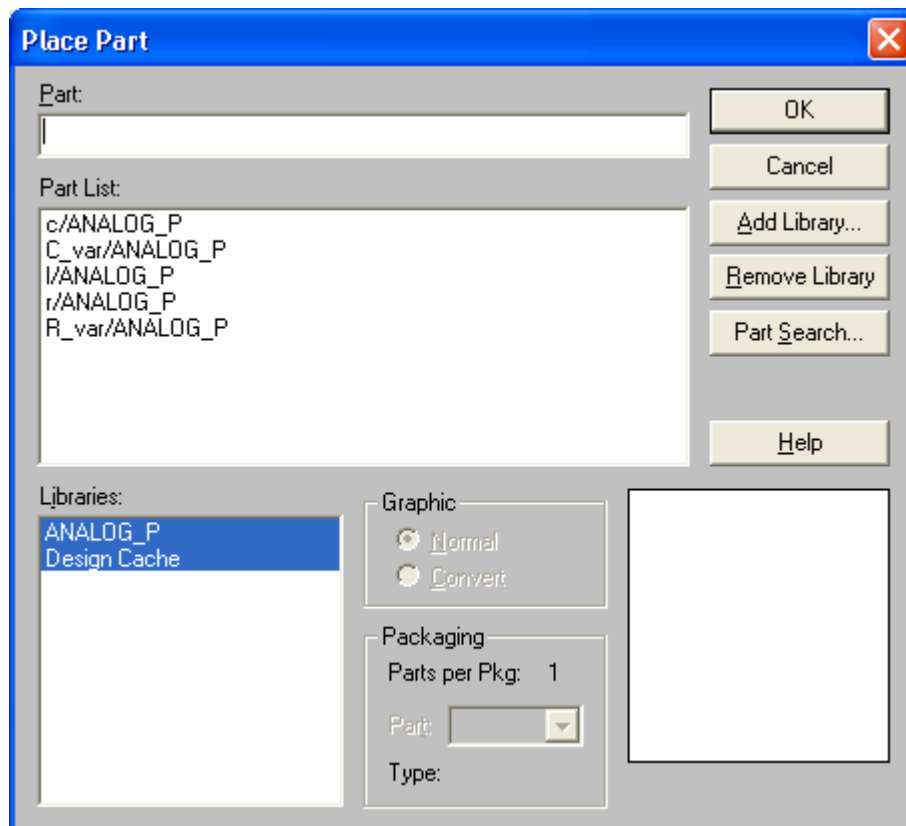 Place Part
Part:
OK
Cancel
Part List:
c/ANALOG_P
C_var/ANALOG_P
l/ANALOG_P
r/ANALOG_P
R_var/ANALOG_P
Add Library...
Remove Library
Part Search...
Help
Libraries:
ANALOG_P
Design Cache
Graphic
Normal
Convert
Packaging
Parts per Pkg: 1
Part:
Type: